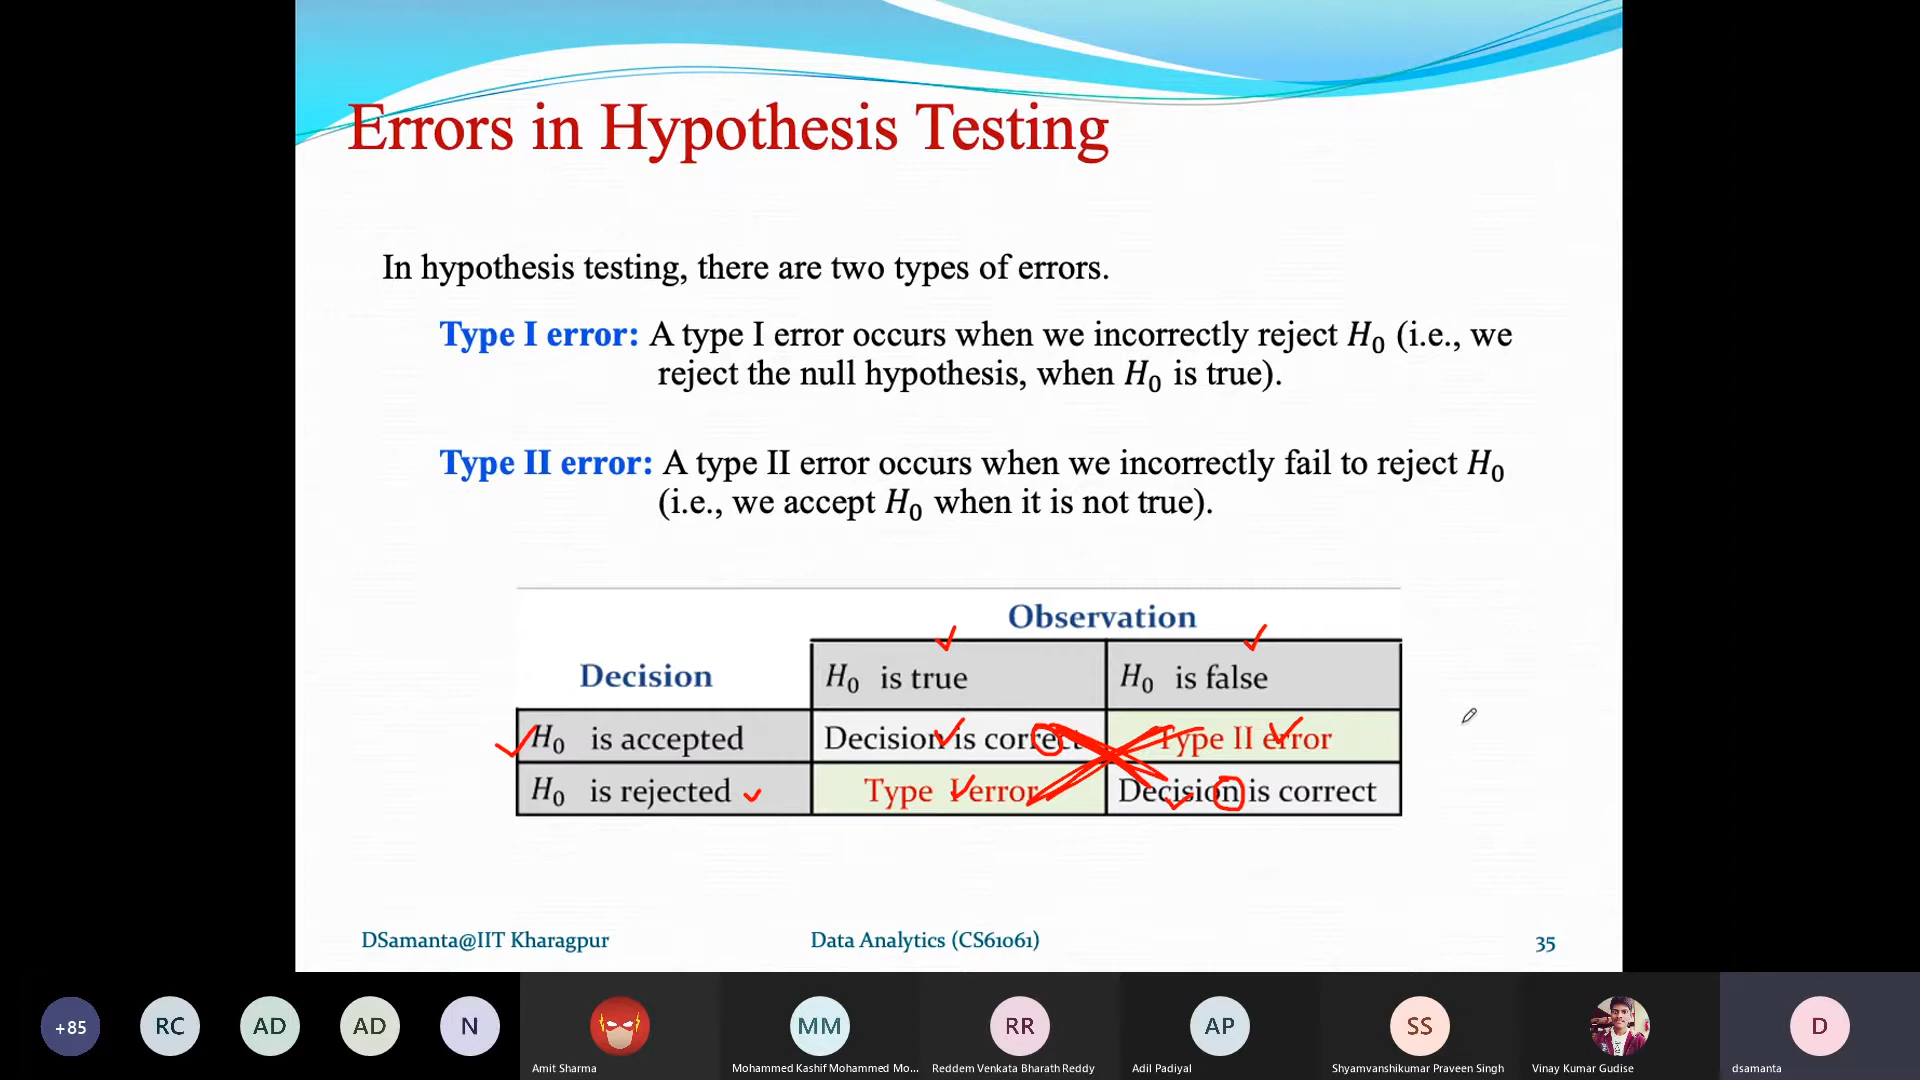 Errors in Hypothesis Testing
In hypothesis testing, there are two types of errors.
Type I error: A type I error occurs when we incorrectly reject H₀ (i.e., we
reject the null hypothesis, when H₀ is true).
Type II error: A type II error occurs when we incorrectly fail to reject H₀
(i.e., we accept H₀ when it is not true).
Observation
Decision H₀ is true H₀ is false
H₀ is accepted Decision is correct Type II error
H₀ is rejected Type I error Decision is correct
DSamanta@IIT Kharagpur Data Analytics (CS61061) 35
+85 RC AD AD N MM RR AP SS D
Amit Sharma Mohammed Kashif Mohammed Mo... Reddem Venkata Bharath Reddy Adil Padiyal Shyamvanshikumar Praveen Singh Vinay Kumar Gudise dsamanta